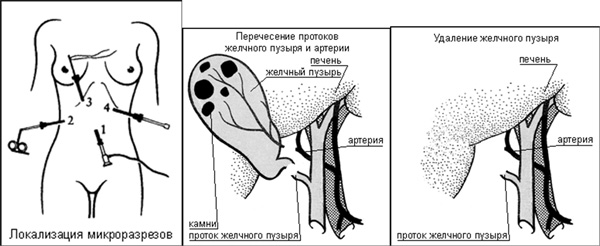 3
4
2
1
Локализация микроразрезов
Перечесение протоков
желчного пузыря и артерии
печень
желчный пузырь
артерия
камни
проток желчного пузыря
Удаление желчного пузыря
печень
артерия
проток желчного пузыря